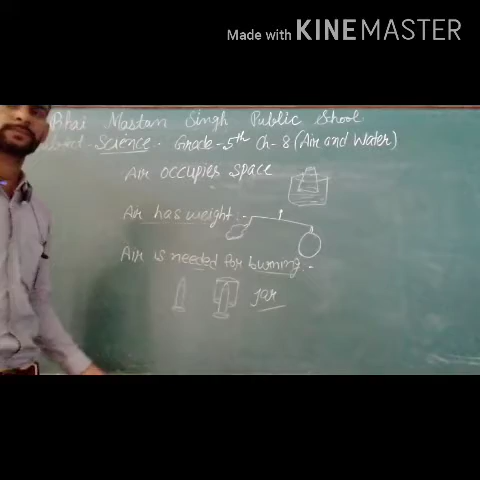 Made with KINEMASTER
Bhai Mastan Singh Public School
Subject - Science. Grade - 5th Ch - 8 (Air and Water)
Air occupies space
Air has weight :-
Air is needed for burning :-
Jar